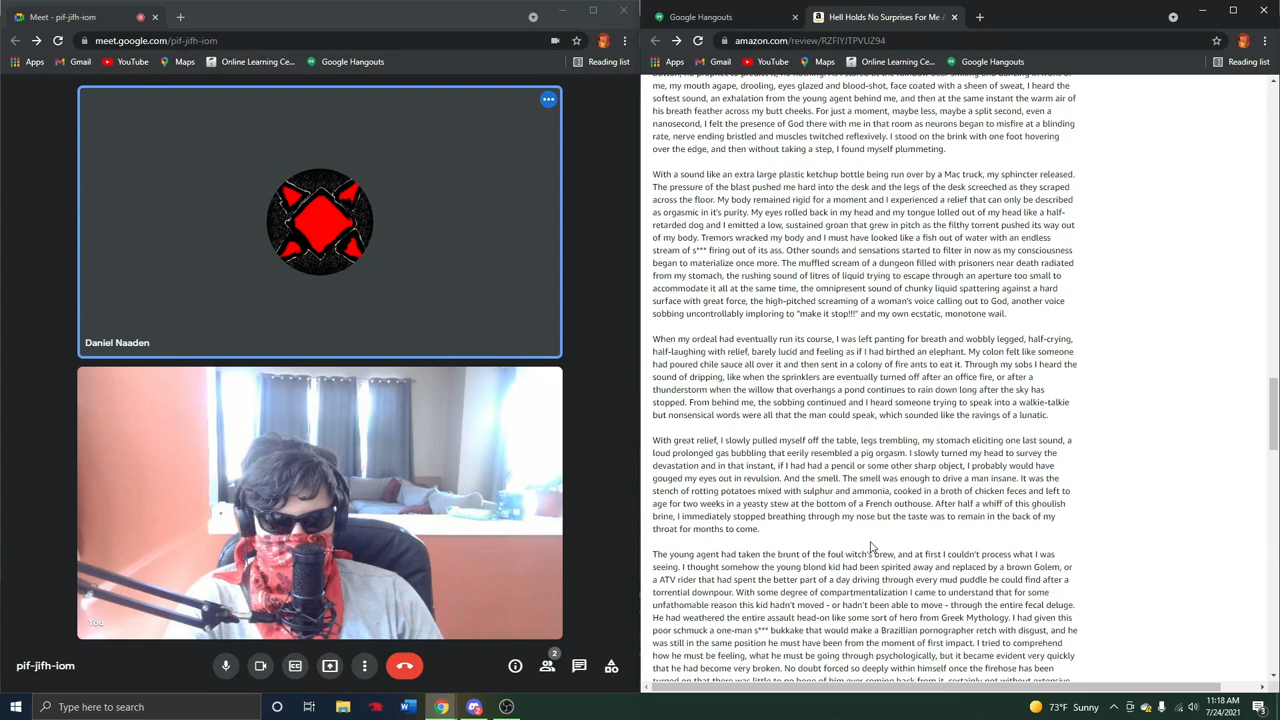 Meet - pif-jifh-iom
Google Hangouts
Hell Holds No Surprises For Me
meet.google.com/pif-jifh-iom
amazon.com/review/RZFIYJTPVUZ94
Apps Gmail YouTube Maps Online Learning Ce... Google Hangouts Reading list
Apps Gmail YouTube Maps Online Learning Ce... Google Hangouts Reading list
Daniel Naaden
You
pif-jifh-iom
2
me, my mouth agape, drooling, eyes glazed and blood-shot, face coated with a sheen of sweat, I heard the
softest sound, an exhalation from the young agent behind me, and then at the same instant the warm air of
his breath feather across my butt cheeks. For just a moment, maybe less, maybe a split second, even a
nanosecond, I felt the presence of God there with me in that room as neurons began to misfire at a blinding
rate, nerve ending bristled and muscles twitched reflexively. I stood on the brink with one foot hovering
over the edge, and then without taking a step, I found myself plummeting.
With a sound like an extra large plastic ketchup bottle being run over by a Mac truck, my sphincter released.
The pressure of the blast pushed me hard into the desk and the legs of the desk screeched as they scraped
across the floor. My body remained rigid for a moment and I experienced a relief that can only be described
as orgasmic in it's purity. My eyes rolled back in my head and my tongue lolled out of my head like a half-
retarded dog and I emitted a low, sustained groan that grew in pitch as the filthy torrent pushed its way out
of my body. Tremors wracked my body and I must have looked like a fish out of water with an endless
stream of s*** firing out of its ass. Other sounds and sensations started to filter in now as my consciousness
began to materialize once more. The muffled scream of a dungeon filled with prisoners near death radiated
from my stomach, the rushing sound of litres of liquid trying to escape through an aperture too small to
accommodate it all at the same time, the omnipresent sound of chunky liquid spattering against a hard
surface with great force, the high-pitched screaming of a woman's voice calling out to God, another voice
sobbing uncontrollably imploring to "make it stop!!!" and my own ecstatic, monotone wail.
When my ordeal had eventually run its course, I was left panting for breath and wobbly legged, half-crying,
half-laughing with relief, barely lucid and feeling as if I had birthed an elephant. My colon felt like someone
had poured chile sauce all over it and then sent in a colony of fire ants to eat it. Through my sobs I heard the
sound of dripping, like when the sprinklers are eventually turned off after an office fire, or after a
thunderstorm when the willow that overhangs a pond continues to rain down long after the sky has
stopped. From behind me, the sobbing continued and I heard someone trying to speak into a walkie-talkie
but nonsensical words were all that the man could speak, which sounded like the ravings of a lunatic.
With great relief, I slowly pulled myself off the table, legs trembling, my stomach eliciting one last sound, a
loud prolonged gas bubbling that eerily resembled a pig orgasm. I slowly turned my head to survey the
devastation and in that instant, if I had had a pencil or some other sharp object, I probably would have
gouged my eyes out in revulsion. And the smell. The smell was enough to drive a man insane. It was the
stench of rotting potatoes mixed with sulphur and ammonia, cooked in a broth of chicken feces and left to
age for two weeks in a yeasty stew at the bottom of a French outhouse. After half a whiff of this ghoulish
brine, I immediately stopped breathing through my nose but the taste was to remain in the back of my
throat for months to come.
The young agent had taken the brunt of the foul witch's brew, and at first I couldn't process what I was
seeing. I thought somehow the young blond kid had been spirited away and replaced by a brown Golem, or
a ATV rider that had spent the better part of a day driving through every mud puddle he could find after a
torrential downpour. With some degree of compartmentalization I came to understand that for some
unfathomable reason this kid hadn't moved - or hadn't been able to move - through the entire fecal deluge.
He had weathered the entire assault head-on like some sort of hero from Greek Mythology. I had given this
poor schmuck a one-man s*** bukkake that would make a Brazillian pornographer retch with disgust, and he
was still in the same position he must have been from the moment of first impact. I tried to comprehend
how he must be feeling, what he must be going through psychologically, but it became evident very quickly
that he had become very broken. No doubt forced so deeply within himself once the firehose has been
Type here to search
73°F Sunny
11:18 AM
7/24/2021